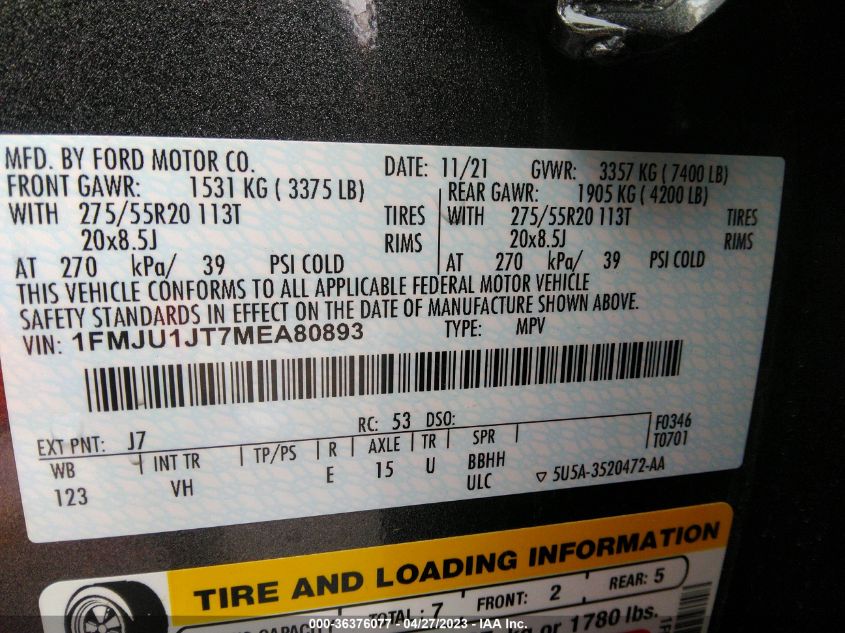 MFD. BY FORD MOTOR CO. DATE: 11/21 GVWR: 3357 KG ( 7400 LB)
FRONT GAWR: 1531 KG ( 3375 LB) REAR GAWR: 1905 KG ( 4200 LB)
WITH 275/55R20 113T TIRES WITH 275/55R20 113T TIRES
20x8.5J RIMS 20x8.5J RIMS
AT 270 kPa/ 39 PSI COLD AT 270 kPa/ 39 PSI COLD
THIS VEHICLE CONFORMS TO ALL APPLICABLE FEDERAL MOTOR VEHICLE
SAFETY STANDARDS IN EFFECT ON THE DATE OF MANUFACTURE SHOWN ABOVE.
VIN: 1FMJU1JT7MEA80893 TYPE: MPV
EXT PNT: J7 RC: 53 DSO: F0346
T0701
WB INT TR TP/PS R AXLE TR SPR
123 VH E 15 U BBHH
ULC
5U5A-3520472-AA
TIRE AND LOADING INFORMATION
TOTAL : 7 FRONT: 2 REAR: 5
kg or 1780 lbs.
000-36376077 - 04/27/2023 - IAA Inc.